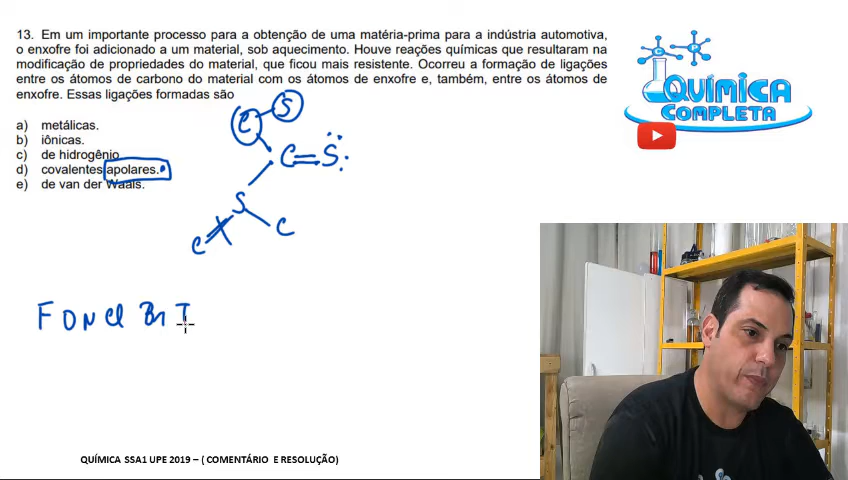 13. Em um importante processo para a obtenção de uma matéria-prima para a indústria automotiva,
o enxofre foi adicionado a um material, sob aquecimento. Houve reações químicas que resultaram na
modificação de propriedades do material, que ficou mais resistente. Ocorreu a formação de ligações
entre os átomos de carbono do material com os átomos de enxofre e, também, entre os átomos de
enxofre. Essas ligações formadas são
a) metálicas.
b) iônicas.
c) de hidrogênio
d) covalentes apolares.
e) de van der Waals.
C S
C = S
S
C C
F O N Cl Br I
C P
QUÍMICA
COMPLETA
QUÍMICA SSA1 UPE 2019 – ( COMENTÁRIO E RESOLUÇÃO)